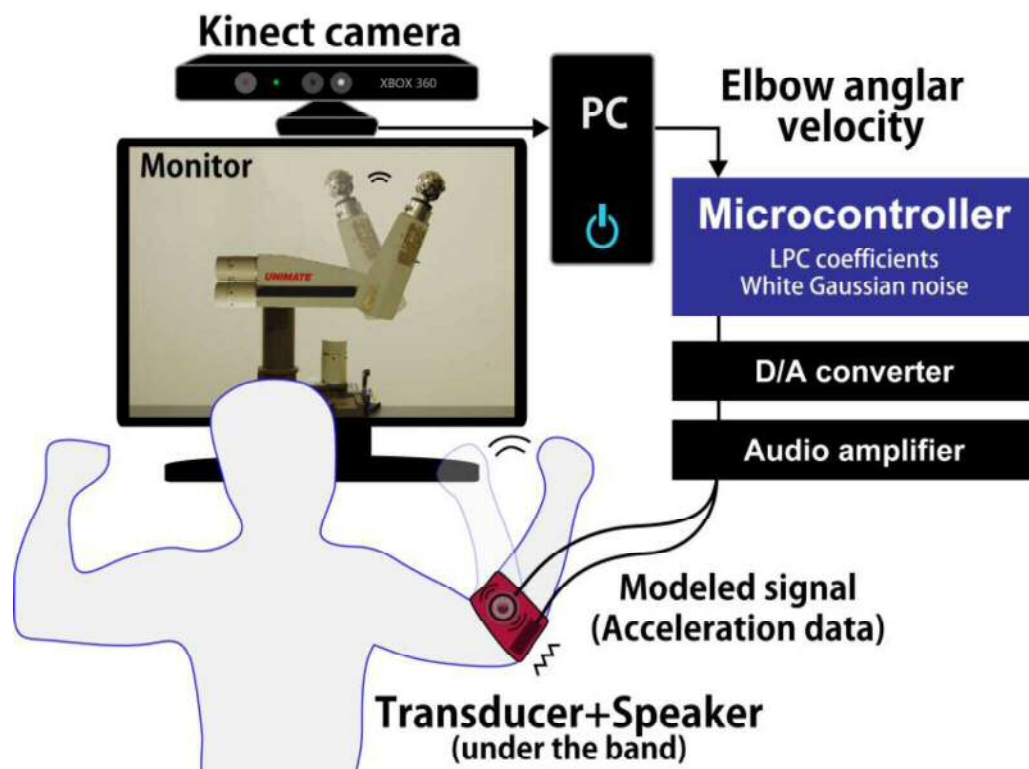 Kinect camera
XBOX 360
PC
Elbow anglar
velocity
Monitor
UNIMATE
Microcontroller
LPC coefficients
White Gaussian noise
D/A converter
Audio amplifier
Modeled signal
(Acceleration data)
Transducer+Speaker
(under the band)